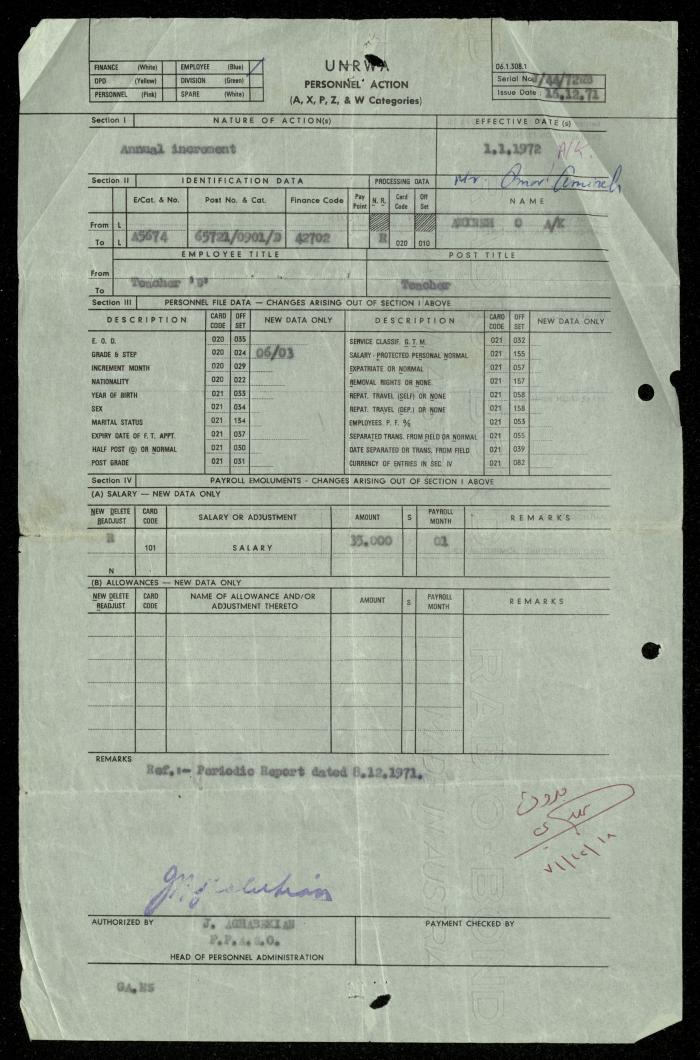 FINANCE (White) EMPLOYEE (Blue)
DPD (Yellow) DIVISION (Green)
PERSONNEL (Pink) SPARE (White)
UNRWA
PERSONNEL ACTION
(A, X, P, Z, & W Categories)
06.1.308.1
Serial No.
Issue Date : 16.12.71
Section I NATURE OF ACTION(s) EFFECTIVE DATE (s)
Annual increment 1.1.1972 A/K.
Section II IDENTIFICATION DATA PROCESSING DATA Mr. Omar Amireh
E/Cat. & No. Post No. & Cat. Finance Code Pay Point N. R. Card Code Off Set NAME
From L AMIREH O A/K
To L A5674 65721/0901/D 42702 R 020 010
EMPLOYEE TITLE POST TITLE
From
To Teacher 'D' Teacher
Section III PERSONNEL FILE DATA — CHANGES ARISING OUT OF SECTION I ABOVE
DESCRIPTION CARD CODE OFF SET NEW DATA ONLY DESCRIPTION CARD CODE OFF SET NEW DATA ONLY
E. O. D. 020 035 SERVICE CLASSIF. G. T. M. 021 032
GRADE & STEP 020 024 06/03 SALARY - PROTECTED PERSONAL NORMAL 021 155
INCREMENT MONTH 020 029 EXPATRIATE OR NORMAL 021 057
NATIONALITY 020 022 REMOVAL RIGHTS OR NONE 021 157
YEAR OF BIRTH 021 033 REPAT. TRAVEL (SELF) OR NONE 021 058
SEX 021 034 REPAT. TRAVEL (DEP.) OR NONE 021 158
MARITAL STATUS 021 154 EMPLOYEES. P. F. % 021 053
EXPIRY DATE OF F. T. APPT. 021 037 SEPARATED TRANS. FROM FIELD OR NORMAL 021 055
HALF POST (O) OR NORMAL 021 050 DATE SEPARATED OR TRANS. FROM FIELD 021 039
POST GRADE 021 031 CURRENCY OF ENTRIES IN SEC. IV 021 082
Section IV PAYROLL EMOLUMENTS - CHANGES ARISING OUT OF SECTION I ABOVE
(A) SALARY — NEW DATA ONLY
NEW DELETE READJUST CARD CODE SALARY OR ADJUSTMENT AMOUNT S PAYROLL MONTH REMARKS
R 101 SALARY 35.000 01
N
(B) ALLOWANCES — NEW DATA ONLY
NEW DELETE READJUST CARD CODE NAME OF ALLOWANCE AND/OR ADJUSTMENT THERETO AMOUNT S PAYROLL MONTH REMARKS
REMARKS
Ref.:- Periodic Report dated 8.12.1971.
AUTHORIZED BY J. AGHABEKIAN PAYMENT CHECKED BY
F.P.A.&.O.
HEAD OF PERSONNEL ADMINISTRATION
GA.HS